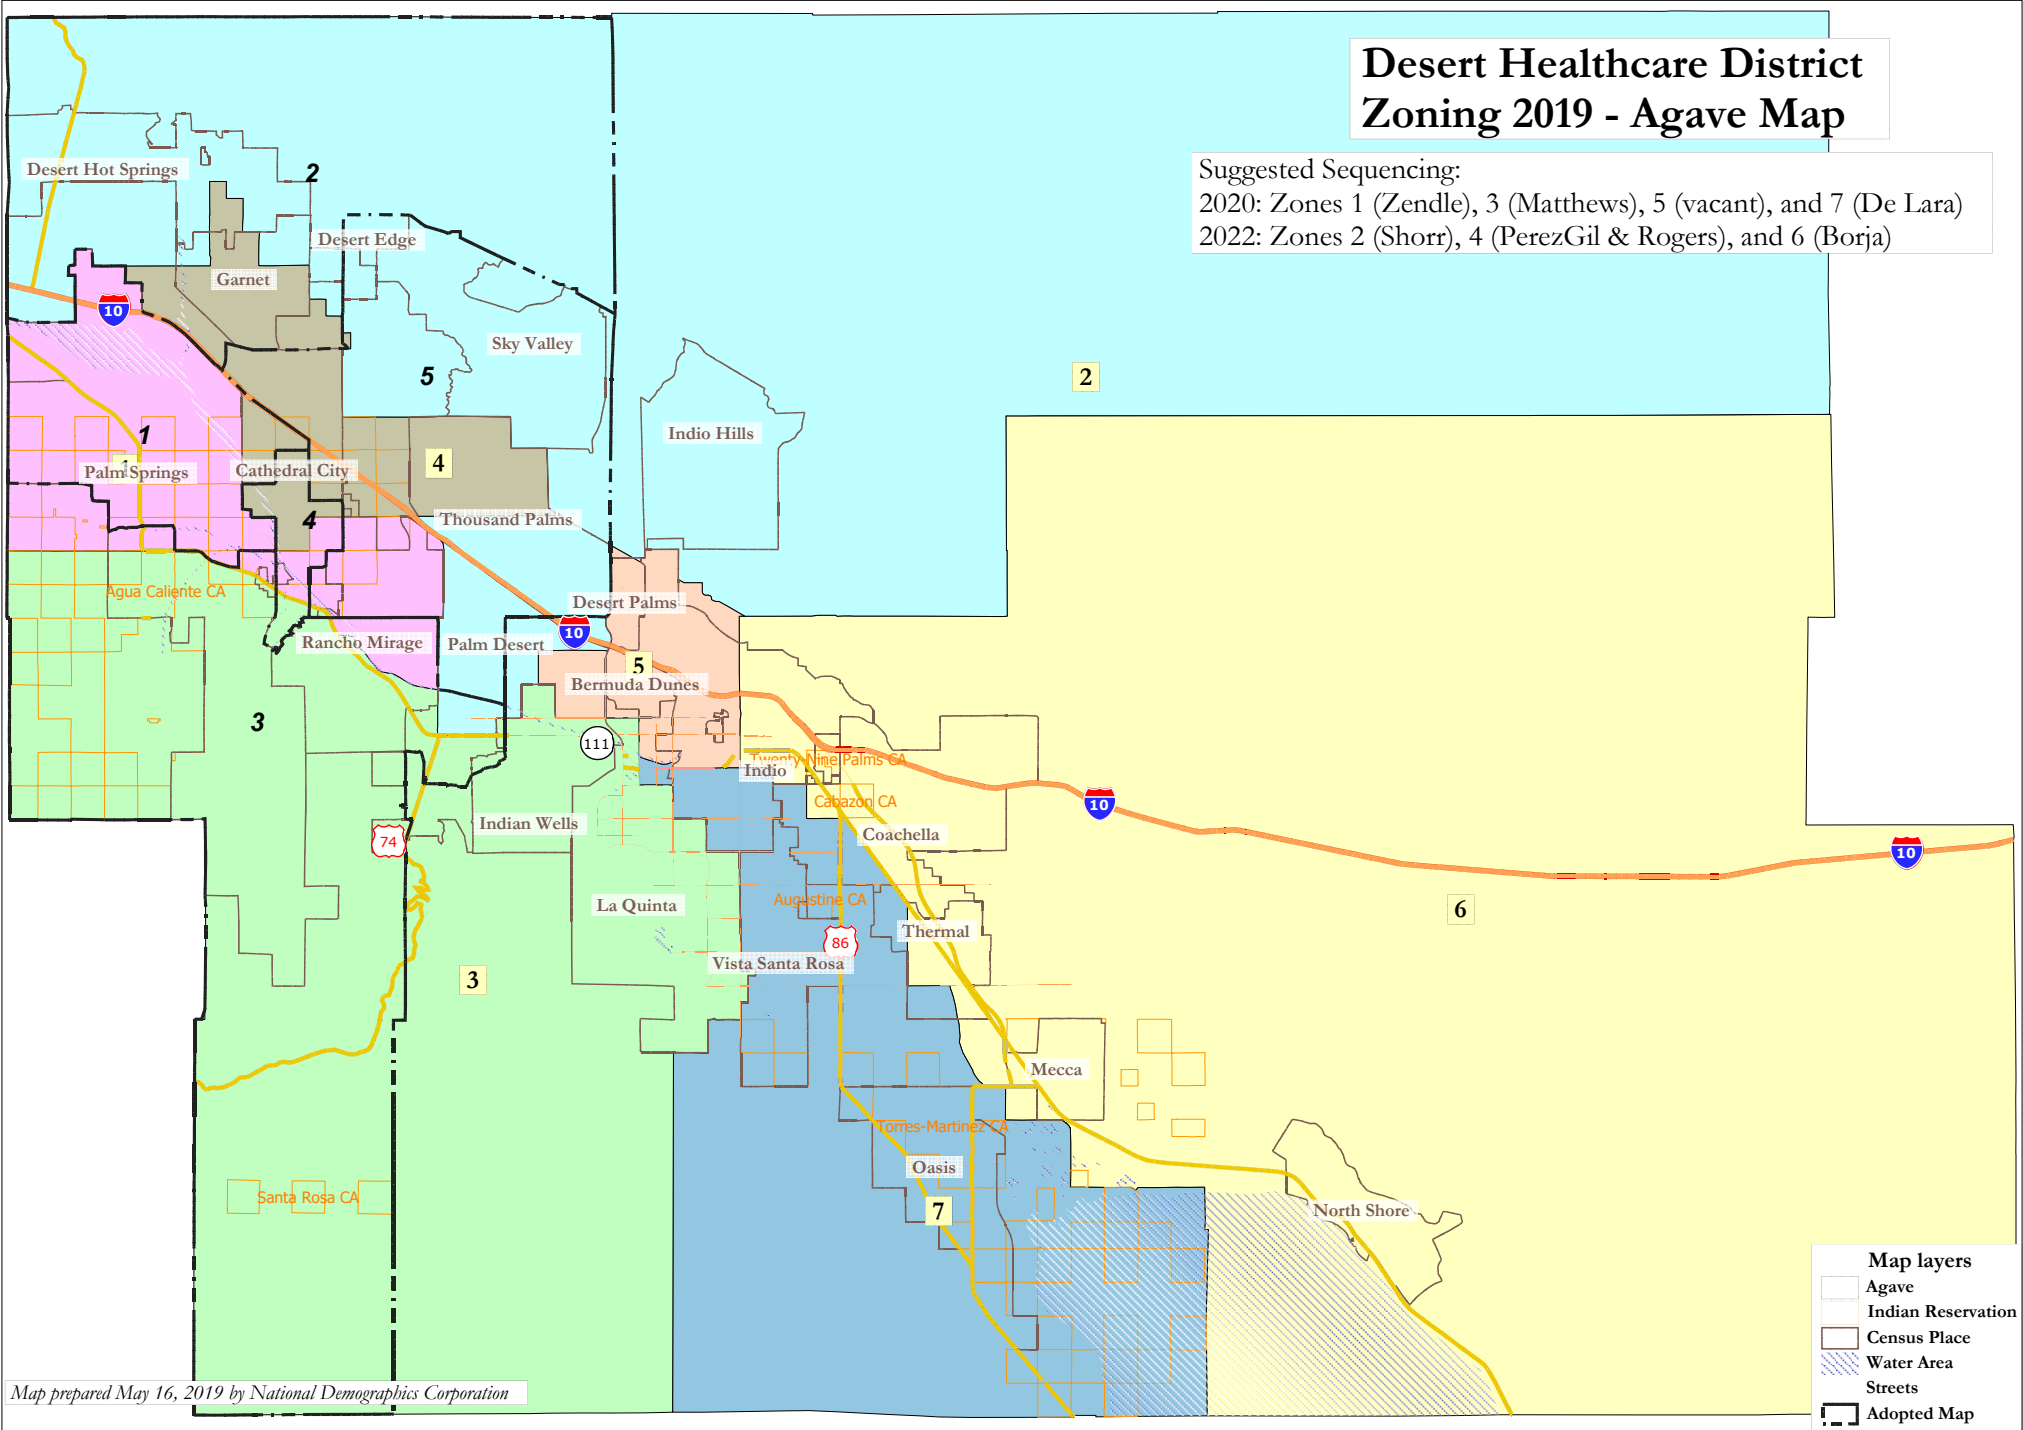 Desert Healthcare District
Zoning 2019 - Agave Map
Suggested Sequencing:
2020: Zones 1 (Zendle), 3 (Matthews), 5 (vacant), and 7 (De Lara)
2022: Zones 2 (Shorr), 4 (PerezGil & Rogers), and 6 (Borja)
Desert Hot Springs
2
Desert Edge
Garnet
10
Sky Valley
5
2
Indio Hills
1
1
Palm Springs
Cathedral City
4
4
Thousand Palms
Agua Caliente CA
Desert Palms
10
Rancho Mirage
Palm Desert
5
Bermuda Dunes
3
111
Twenty-Nine Palms CA
Indio
Cabazon CA
10
Indian Wells
Coachella
74
10
La Quinta
Augustine CA
6
Thermal
86
Vista Santa Rosa
3
Mecca
Torres-Martinez CA
Oasis
Santa Rosa CA
7
North Shore
Map layers
Agave
Indian Reservation
Census Place
Water Area
Streets
Adopted Map
Map prepared May 16, 2019 by National Demographics Corporation